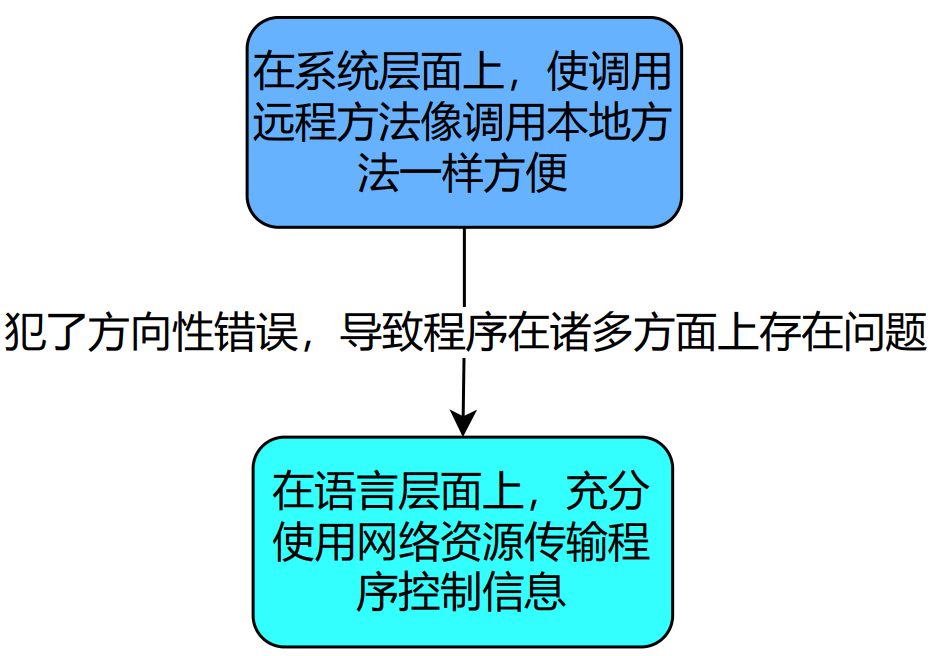 在系统层面上，使调用
远程方法像调用本地方
法一样方便
犯了方向性错误，导致程序在诸多方面上存在问题
在语言层面上，充分
使用网络资源传输程
序控制信息